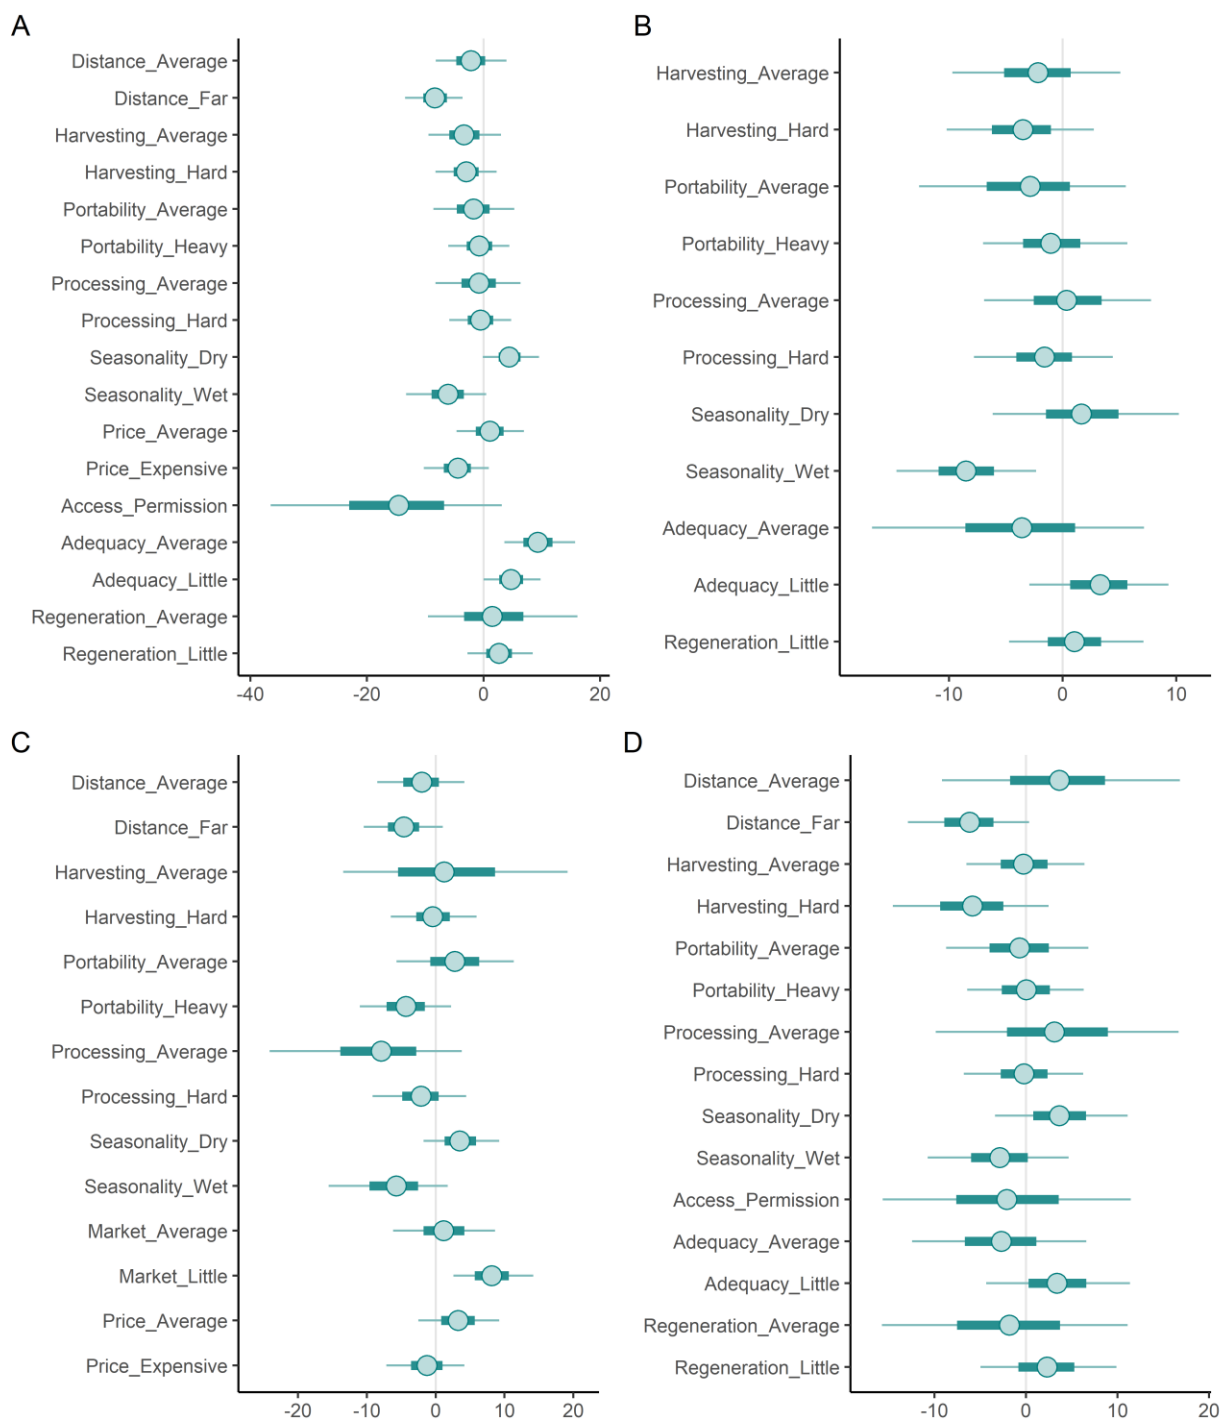 A
Distance_Average
Distance_Far
Harvesting_Average
Harvesting_Hard
Portability_Average
Portability_Heavy
Processing_Average
Processing_Hard
Seasonality_Dry
Seasonality_Wet
Price_Average
Price_Expensive
Access_Permission
Adequacy_Average
Adequacy_Little
Regeneration_Average
Regeneration_Little
-40 -20 0 20
B
Harvesting_Average
Harvesting_Hard
Portability_Average
Portability_Heavy
Processing_Average
Processing_Hard
Seasonality_Dry
Seasonality_Wet
Adequacy_Average
Adequacy_Little
Regeneration_Little
-10 0 10
C
Distance_Average
Distance_Far
Harvesting_Average
Harvesting_Hard
Portability_Average
Portability_Heavy
Processing_Average
Processing_Hard
Seasonality_Dry
Seasonality_Wet
Market_Average
Market_Little
Price_Average
Price_Expensive
-20 -10 0 10 20
D
Distance_Average
Distance_Far
Harvesting_Average
Harvesting_Hard
Portability_Average
Portability_Heavy
Processing_Average
Processing_Hard
Seasonality_Dry
Seasonality_Wet
Access_Permission
Adequacy_Average
Adequacy_Little
Regeneration_Average
Regeneration_Little
-10 0 10 20